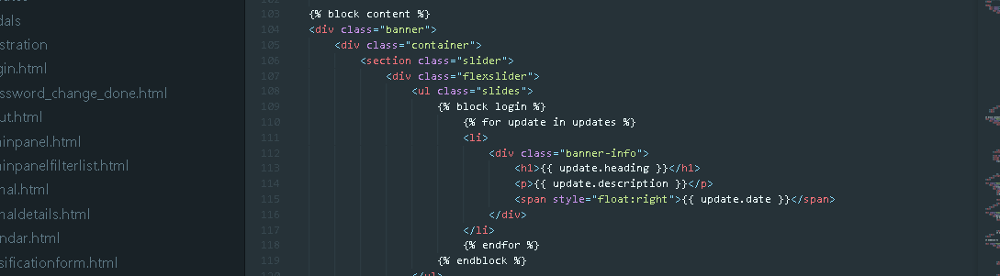 dals
stration
gin.html
ssword_change_done.html
ut.html
inpanel.html
inpanelfilterlist.html
nal.html
naldetails.html
ndar.html
sificationform.html
103 {% block content %}
104 <div class="banner">
105 <div class="container">
106 <section class="slider">
107 <div class="flexslider">
108 <ul class="slides">
109 {% block login %}
110 {% for update in updates %}
111 <li>
112 <div class="banner-info">
113 <h1>{{ update.heading }}</h1>
114 <p>{{ update.description }}</p>
115 <span style="float:right">{{ update.date }}</span>
116 </div>
117 </li>
118 {% endfor %}
119 {% endblock %}